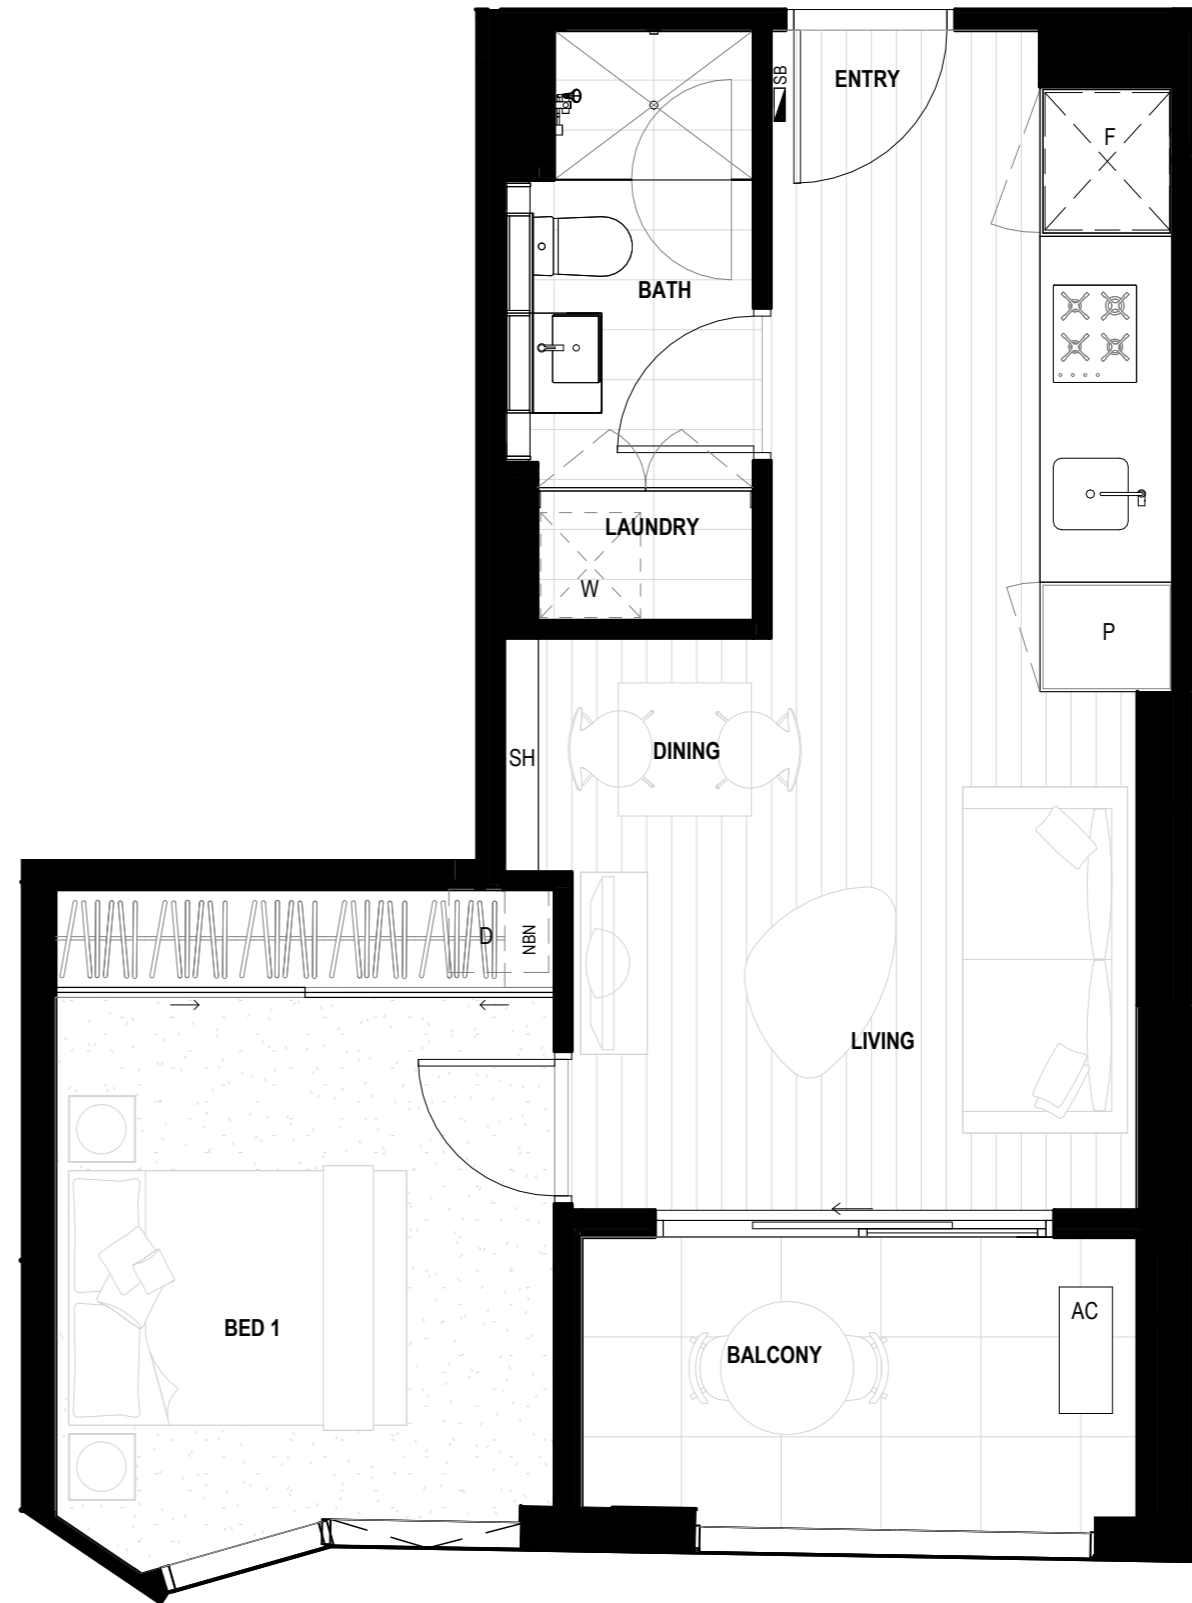 SB
ENTRY
F
BATH
LAUNDRY
W
P
SH
DINING
D
NBN
LIVING
BED 1
AC
BALCONY